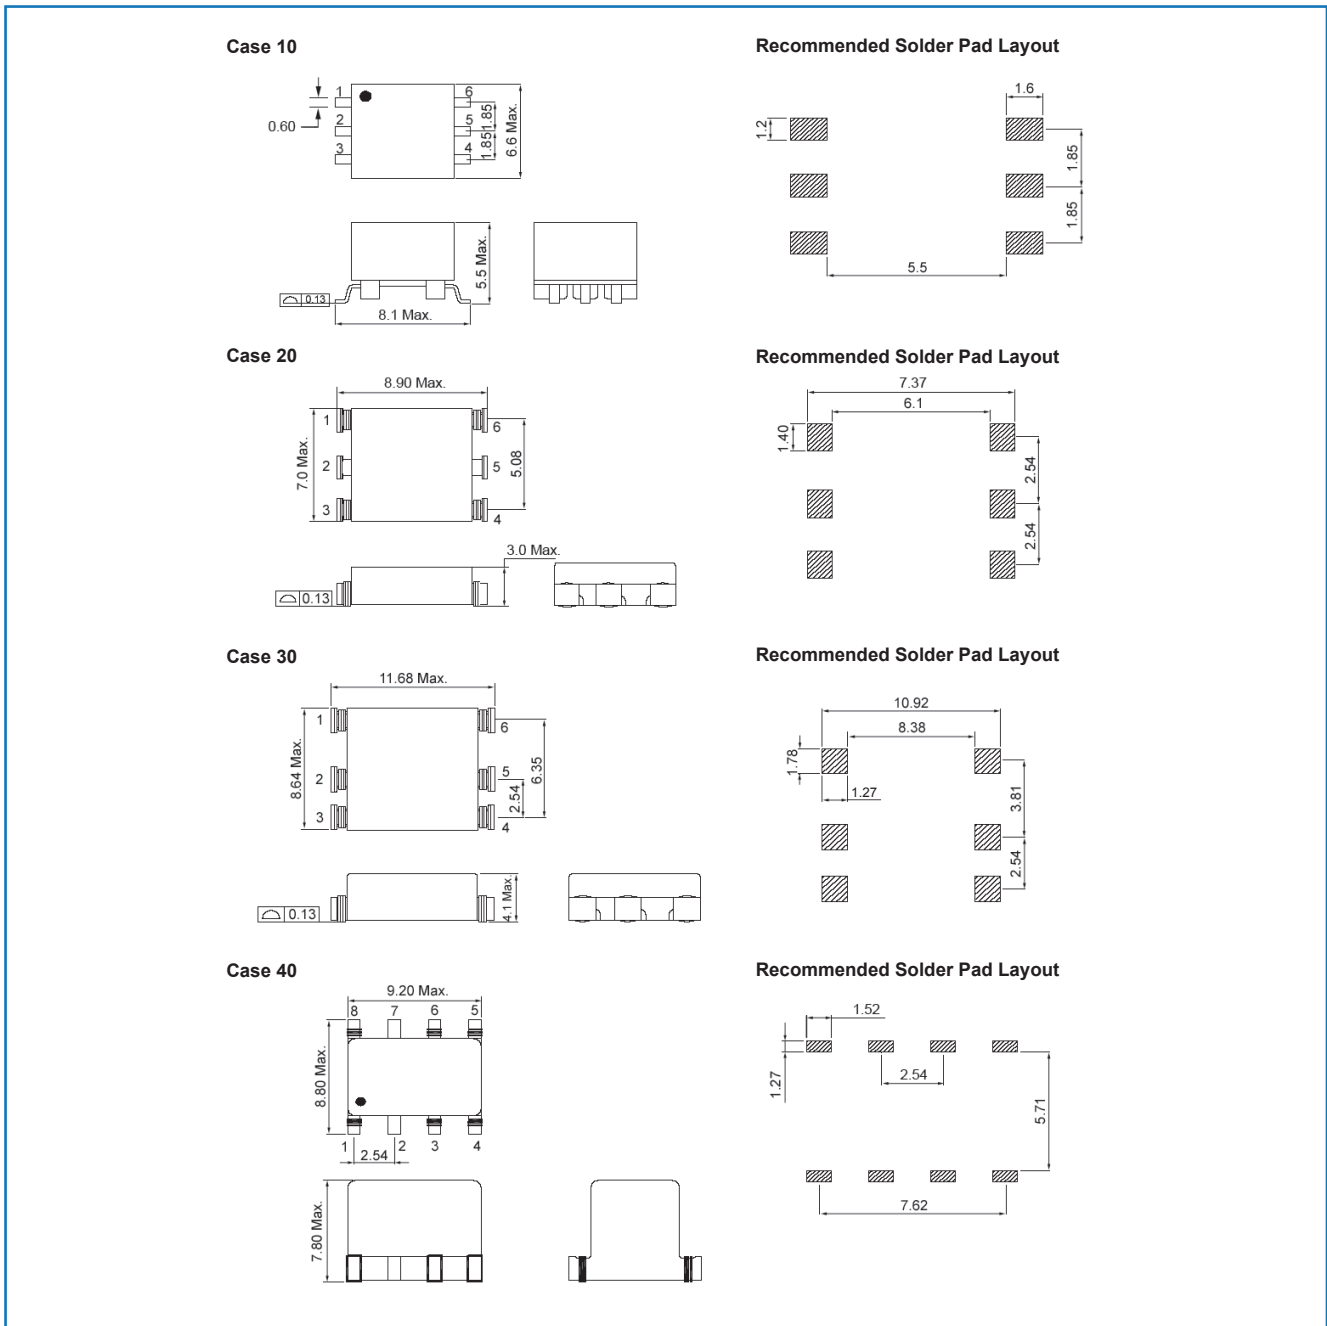 Case 10
Recommended Solder Pad Layout
1
6
2
5
3
4
0.60
1.85
1.85
6.6 Max.
5.5 Max.
0.13
8.1 Max.
1.6
1.2
1.85
1.85
5.5
Case 20
Recommended Solder Pad Layout
8.90 Max.
1
6
2
5
3
4
7.0 Max.
5.08
3.0 Max.
0.13
7.37
6.1
1.40
2.54
2.54
Case 30
Recommended Solder Pad Layout
11.68 Max.
1
6
2
5
3
4
8.64 Max.
2.54
6.35
4.1 Max.
0.13
10.92
8.38
1.78
1.27
3.81
2.54
Case 40
Recommended Solder Pad Layout
9.20 Max.
8 7 6 5
8.80 Max.
1 2 3 4
2.54
7.80 Max.
1.52
1.27
2.54
5.71
7.62